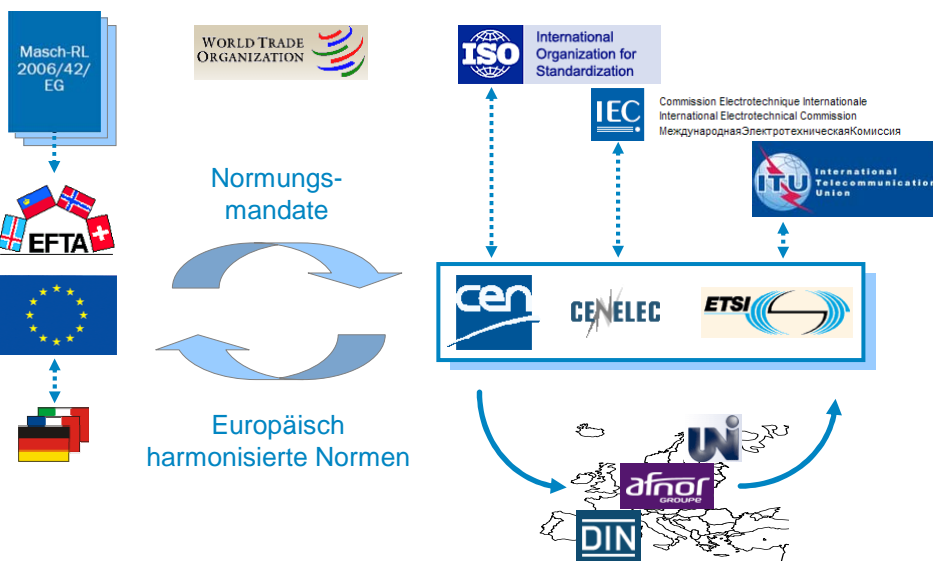 Masch-RL
2006/42/
EG
WORLD TRADE
ORGANIZATION
ISO
International
Organization for
Standardization
IEC
Commission Electrotechnique Internationale
International Electrotechnical Commission
МеждународнаяЭлектротехническаяКомиссия
ITU
International
Telecommunication
Union
EFTA
Normungs-
mandate
cen
CENELEC
ETSI
Europäisch
harmonisierte Normen
UNI
afnor
GROUPE
DIN